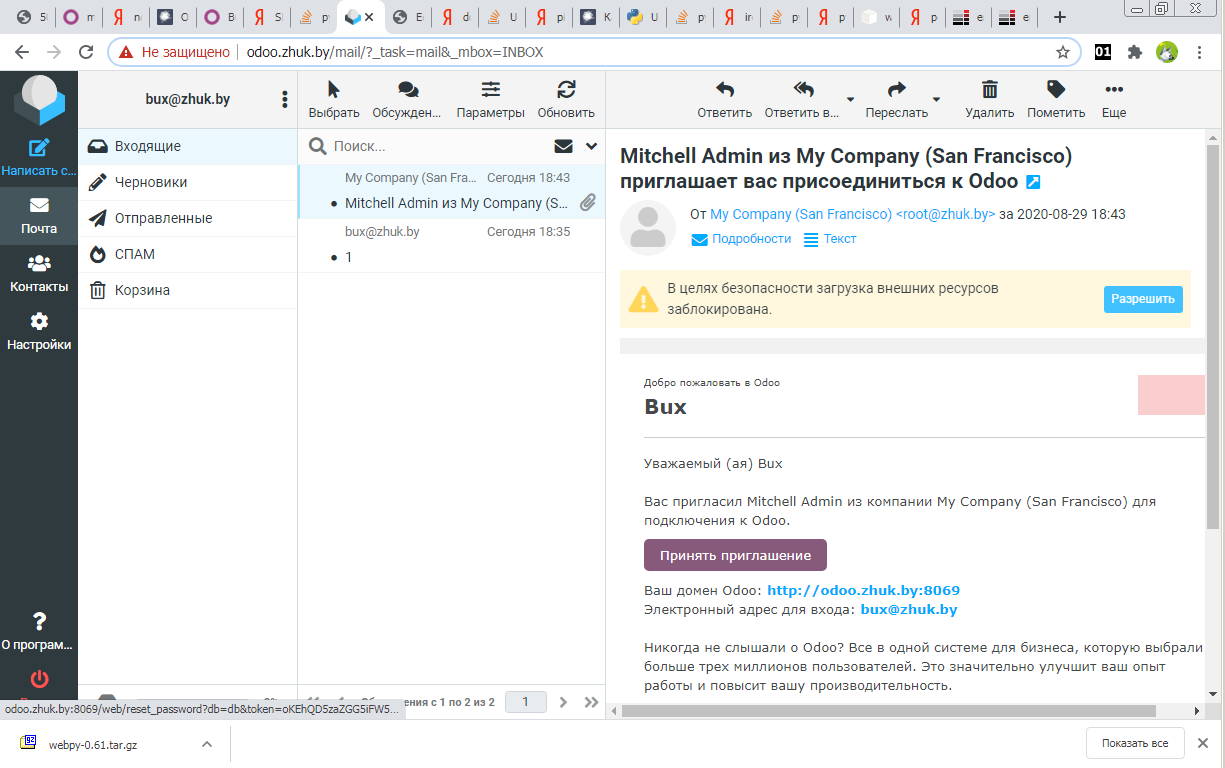 5
m
n
O
B
S
p
E
d
U
p
K
U
p
ir
p
p
w
p
e
e
Не защищено
odoo.zhuk.by/mail/?_task=mail&_mbox=INBOX
01
Написать с...
Почта
Контакты
Настройки
О програм...
bux@zhuk.by
Входящие
Черновики
Отправленные
СПАМ
Корзина
Выбрать
Обсужден...
Параметры
Обновить
Поиск...
My Company (San Fra...
Сегодня 18:43
Mitchell Admin из My Company (S...
bux@zhuk.by
Сегодня 18:35
1
Ответить
Ответить в...
Переслать
Удалить
Пометить
Еще
Mitchell Admin из My Company (San Francisco)
приглашает вас присоединиться к Odoo
От My Company (San Francisco) <root@zhuk.by> за 2020-08-29 18:43
Подробности
Текст
В целях безопасности загрузка внешних ресурсов
заблокирована.
Разрешить
Добро пожаловать в Odoo
Bux
Уважаемый (ая) Bux
Вас пригласил Mitchell Admin из компании My Company (San Francisco) для
подключения к Odoo.
Принять приглашение
Ваш домен Odoo: http://odoo.zhuk.by:8069
Электронный адрес для входа: bux@zhuk.by
Никогда не слышали о Odoo? Все в одной системе для бизнеса, которую выбрали
больше трех миллионов пользователей. Это значительно улучшит ваш опыт
работы и повысит вашу производительность.
с 1 по 2 из 2
1
odoo.zhuk.by:8069/web/reset_password?db=db&token=oKEhQD5zaZGG5iFW5...
webpy-0.61.tar.gz
Показать все